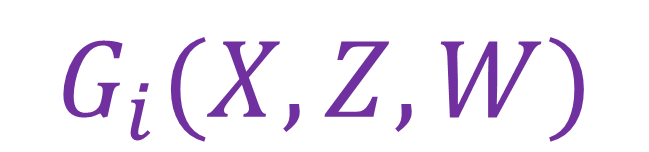 G_i(X, Z, W)